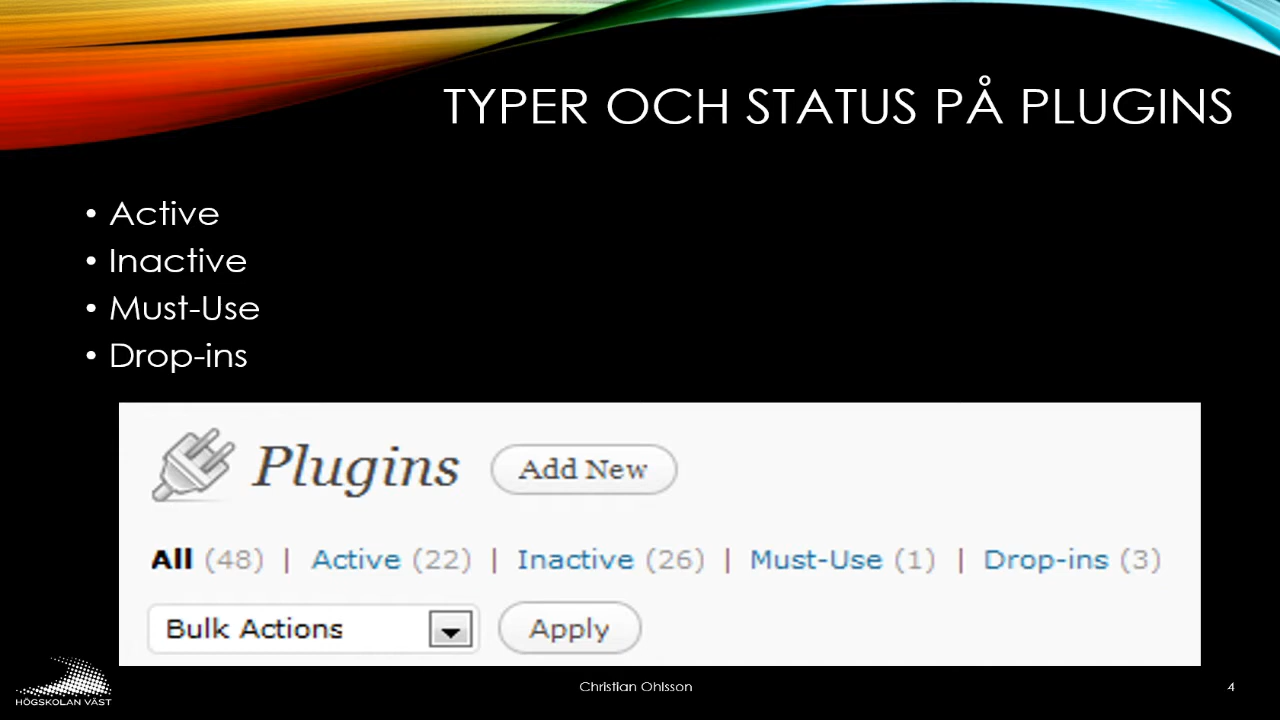 TYPER OCH STATUS PÅ PLUGINS
• Active
• Inactive
• Must-Use
• Drop-ins
Plugins Add New
All (48) | Active (22) | Inactive (26) | Must-Use (1) | Drop-ins (3)
Bulk Actions Apply
HÖGSKOLAN VÄST
Christian Ohlsson
4